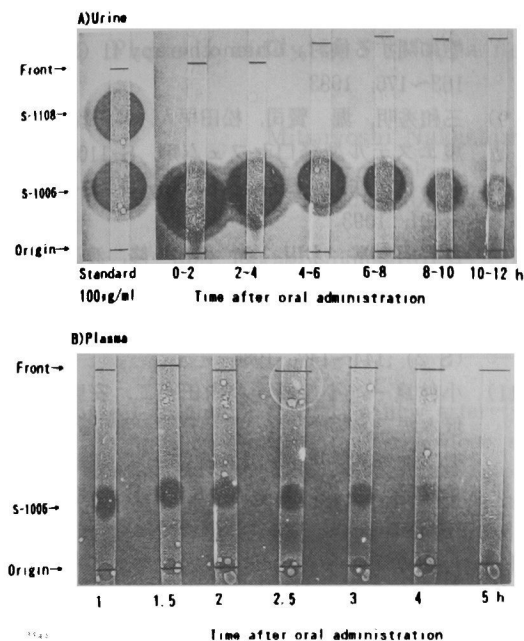 A)Urine
Front→
S-1108→
S-1006→
Origin→
Standard
100μg/ml
0-2 2-4 4-6 6-8 8-10 10-12 h
Time after oral administration
B)Plasma
Front→
S-1006→
Origin→
1 1.5 2 2.5 3 4 5 h
Time after oral administration